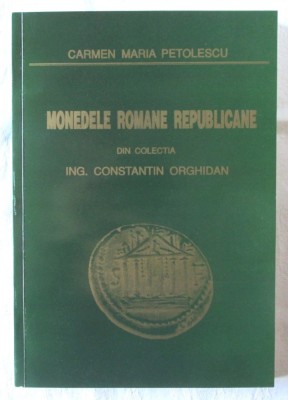 CARMEN MARIA PETOLESCU
MONEDELE ROMANE REPUBLICANE
DIN COLECTIA
ING. CONSTANTIN ORGHIDAN